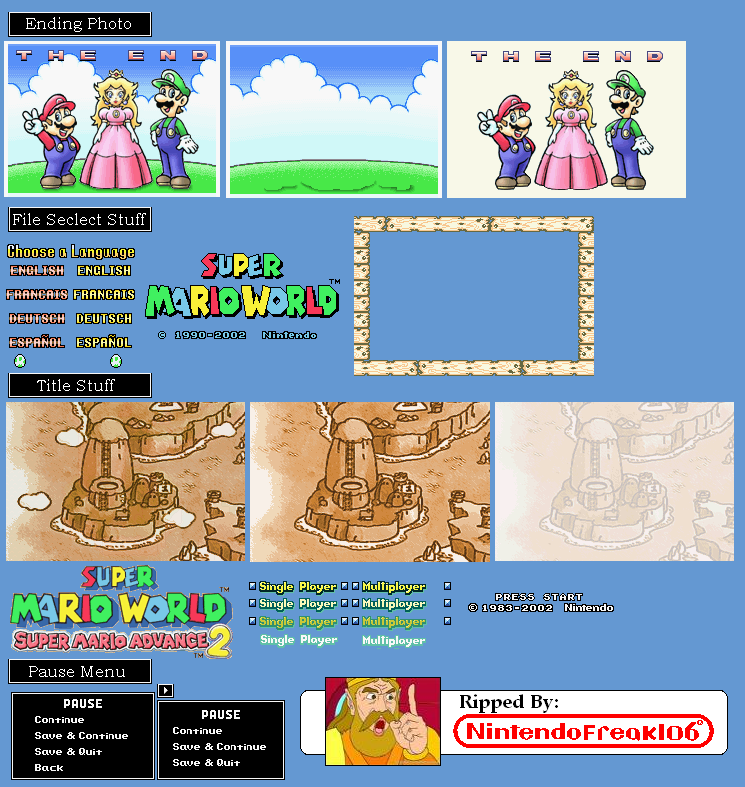 Ending Photo
THE END
THE END
File Seclect Stuff
Choose a Language
ENGLISH ENGLISH
FRANCAIS FRANCAIS
DEUTSCH DEUTSCH
ESPAÑOL ESPAÑOL
SUPER
MARIO WORLD™
© 1990-2002 Nintendo
Title Stuff
SUPER
MARIO WORLD™
SUPER MARIO ADVANCE 2
™
Single Player Multiplayer
Single Player Multiplayer
Single Player Multiplayer
Single Player Multiplayer
PRESS START
© 1983-2002 Nintendo
Pause Menu
PAUSE
Continue
Save & Continue
Save & Quit
Back
PAUSE
Continue
Save & Continue
Save & Quit
Ripped By:
NintendoFreak106®